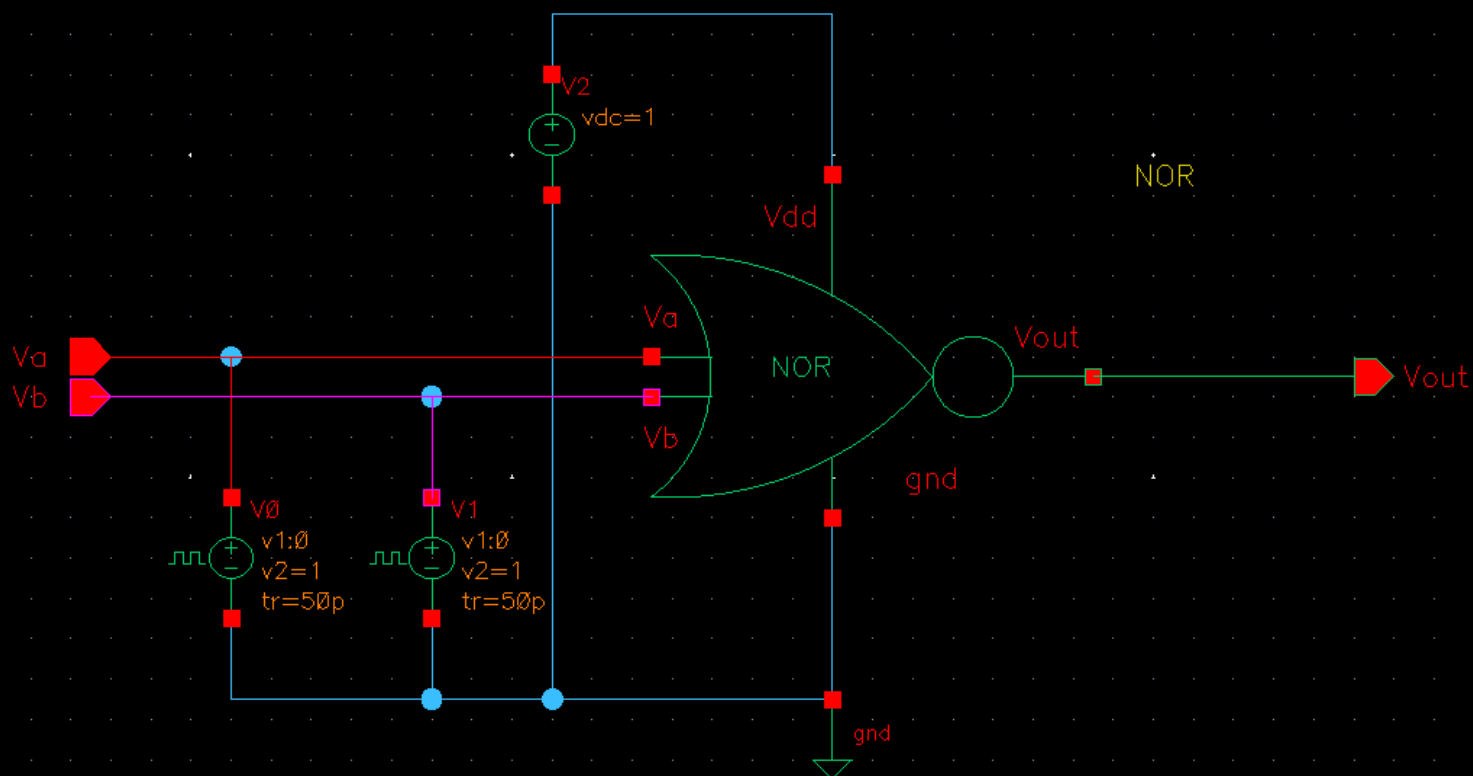 V2
vdc=1
NOR
Vdd
Va
Vout
Va
NOR
Vout
Vb
Vb
gnd
V0
V1
v1:0
v1:0
v2=1
v2=1
tr=50p
tr=50p
gnd